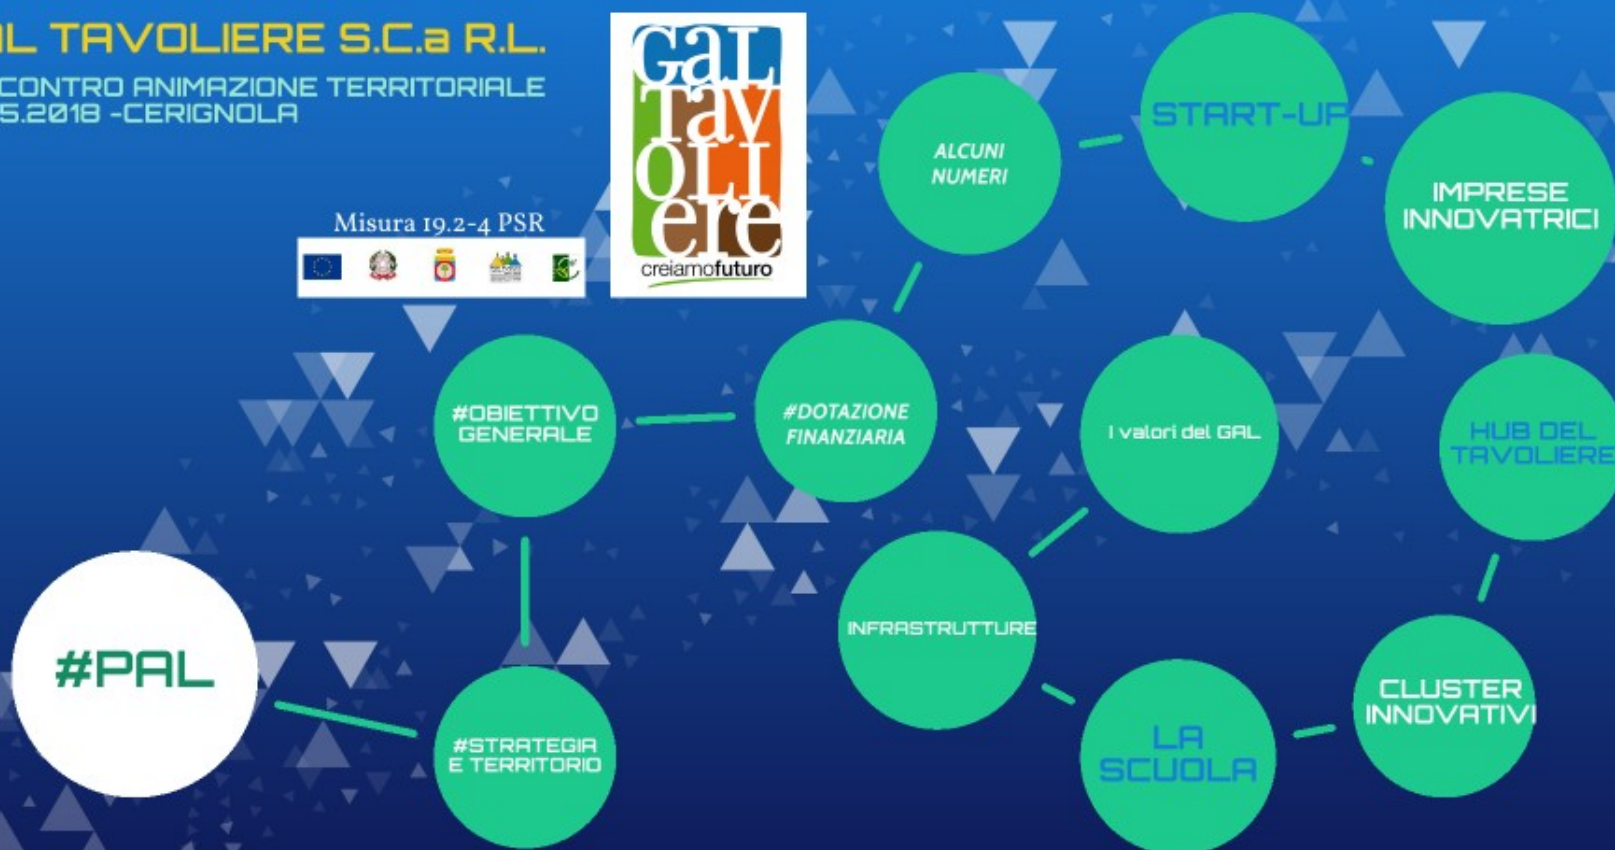 L TAVOLIERE S.C.a R.L.
CONTRO ANIMAZIONE TERRITORIALE
5.2018 -CERIGNOLA
Misura 19.2-4 PSR
GaL
Tav
OLI
ere
creiamofuturo
ALCUNI
NUMERI
START-UP
IMPRESE
INNOVATRICI
#OBIETTIVO
GENERALE
#DOTAZIONE
FINANZIARIA
I valori del GAL
HUB DEL
TAVOLIERE
#PAL
#STRATEGIA
E TERRITORIO
INFRASTRUTTURE
LA
SCUOLA
CLUSTER
INNOVATIVI